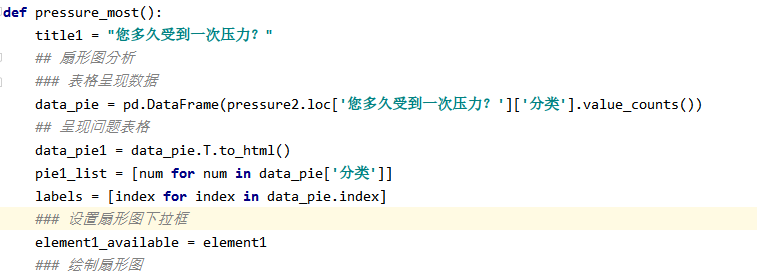 def pressure_most():
title1 = "您多久受到一次压力？"
## 扇形图分析
### 表格呈现数据
data_pie = pd.DataFrame(pressure2.loc['您多久受到一次压力？']['分类'].value_counts())
## 呈现问题表格
data_pie1 = data_pie.T.to_html()
pie1_list = [num for num in data_pie['分类']]
labels = [index for index in data_pie.index]
### 设置扇形图下拉框
element1_available = element1
### 绘制扇形图